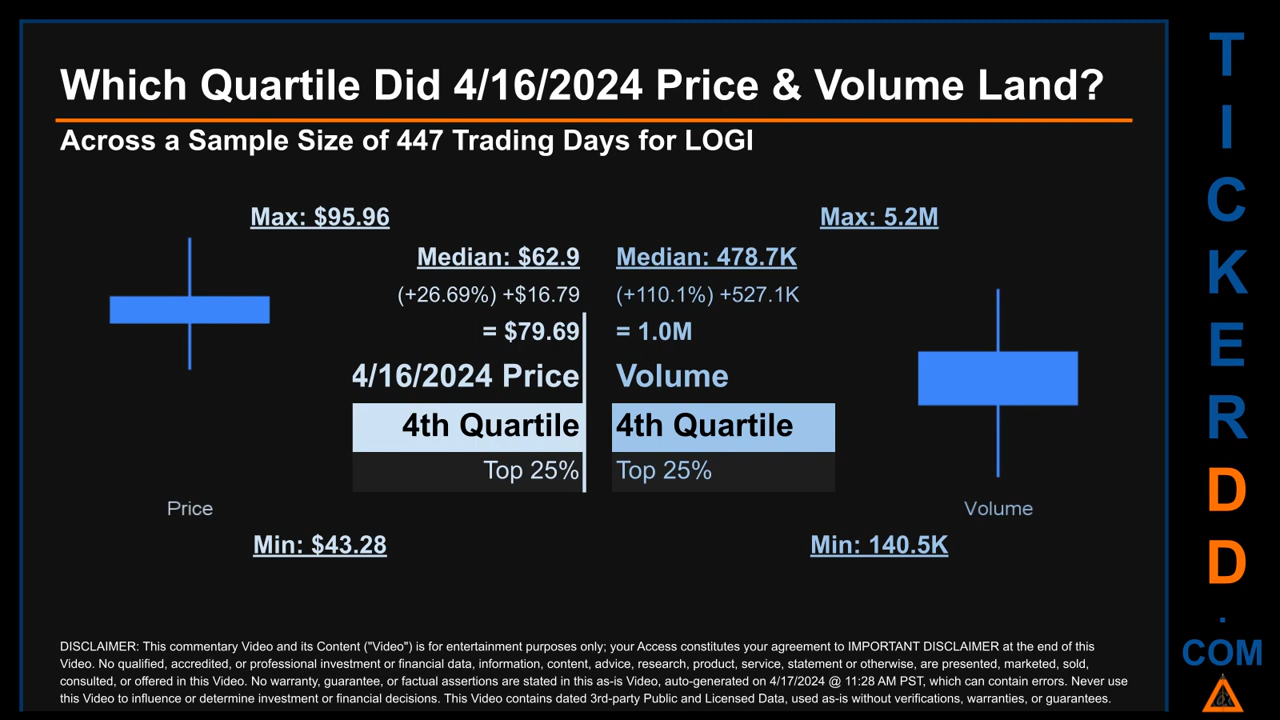 Which Quartile Did 4/16/2024 Price & Volume Land?
Across a Sample Size of 447 Trading Days for LOGI
Max: $95.96
Max: 5.2M
Median: $62.9
Median: 478.7K
(+26.69%) +$16.79
(+110.1%) +527.1K
= $79.69
= 1.0M
4/16/2024 Price
Volume
4th Quartile
4th Quartile
Top 25%
Top 25%
Price
Volume
Min: $43.28
Min: 140.5K
DISCLAIMER: This commentary Video and its Content ("Video") is for entertainment purposes only; your Access constitutes your agreement to IMPORTANT DISCLAIMER at the end of this
Video. No qualified, accredited, or professional investment or financial data, information, content, advice, research, product, service, statement or otherwise, are presented, marketed, sold,
consulted, or offered in this Video. No warranty, guarantee, or factual assertions are stated in this as-is Video, auto-generated on 4/17/2024 @ 11:28 AM PST, which can contain errors. Never use
this Video to influence or determine investment or financial decisions. This Video contains dated 3rd-party Public and Licensed Data, used as-is without verifications, warranties, or guarantees.
T
I
C
K
E
R
D
D
.
COM